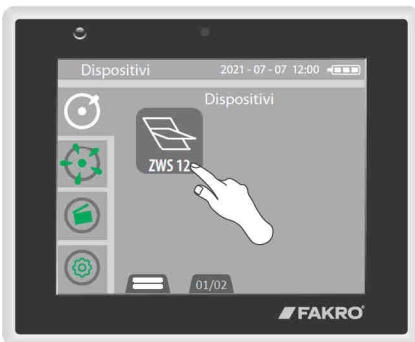 Dispositivi 2021 - 07 - 07 12:00
Dispositivi
ZWS 12
01/02
FAKRO